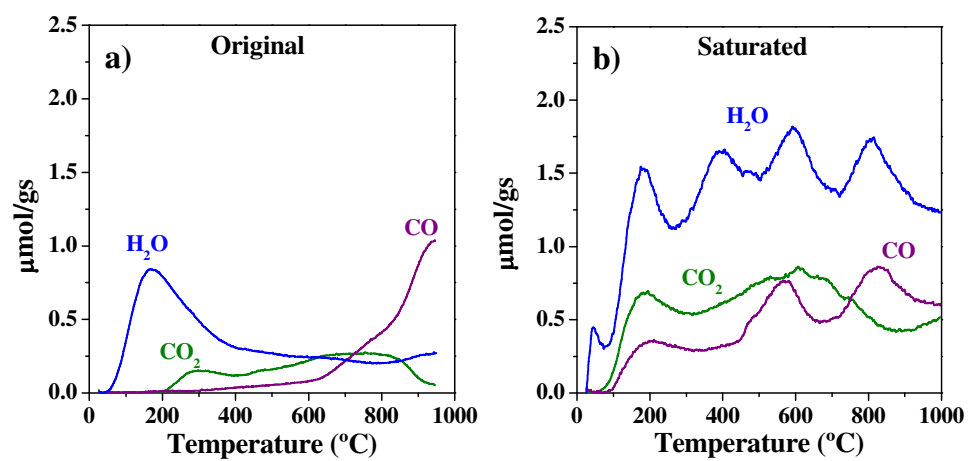 a)
Original
2.5
2.0
1.5
1.0
0.5
0.0
µmol/gs
H₂O
CO₂
CO
0 200 400 600 800 1000
Temperature (ºC)
b)
Saturated
2.5
2.0
1.5
1.0
0.5
0.0
µmol/gs
H₂O
CO₂
CO
0 200 400 600 800 1000
Temperature (ºC)